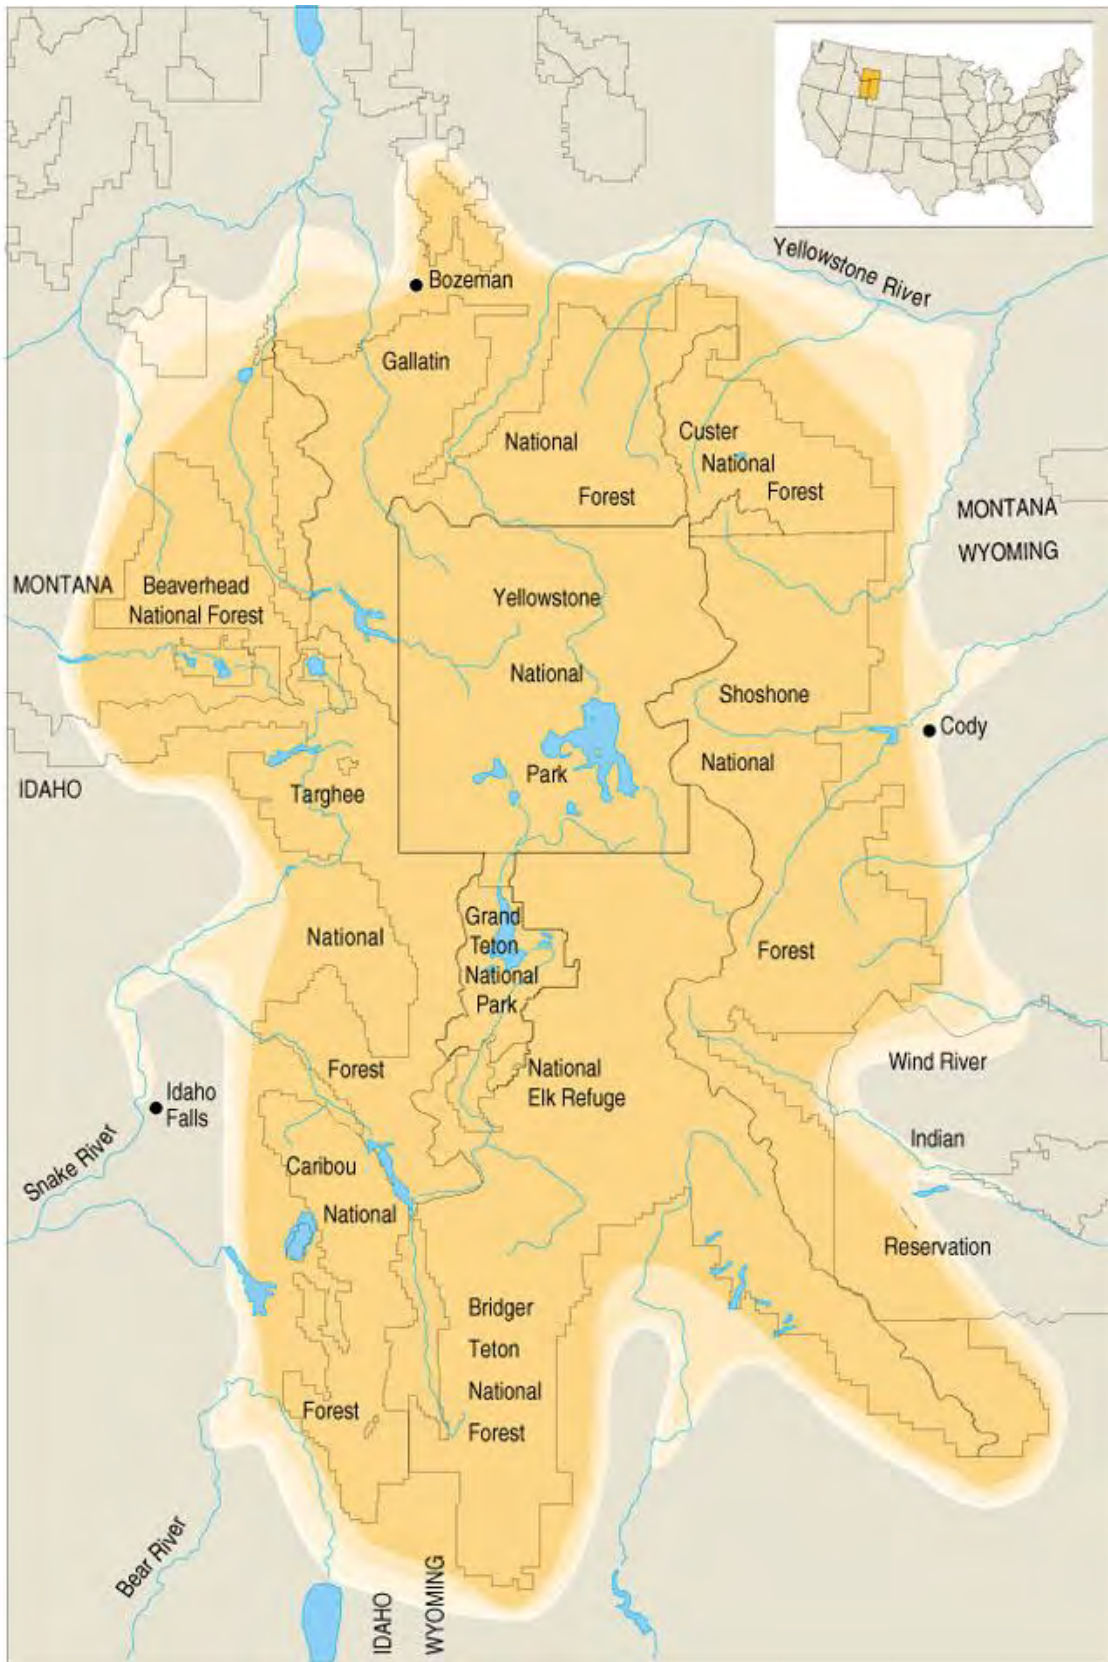 Yellowstone River
Bozeman
Gallatin
National
Forest
Custer
National
Forest
MONTANA
WYOMING
MONTANA
Beaverhead
National Forest
Yellowstone
National
Park
Shoshone
National
Forest
Cody
IDAHO
Targhee
National
Forest
Grand
Teton
National
Park
National
Elk Refuge
Wind River
Indian
Reservation
Idaho
Falls
Snake River
Caribou
National
Forest
Bridger
Teton
National
Forest
Bear River
IDAHO
WYOMING